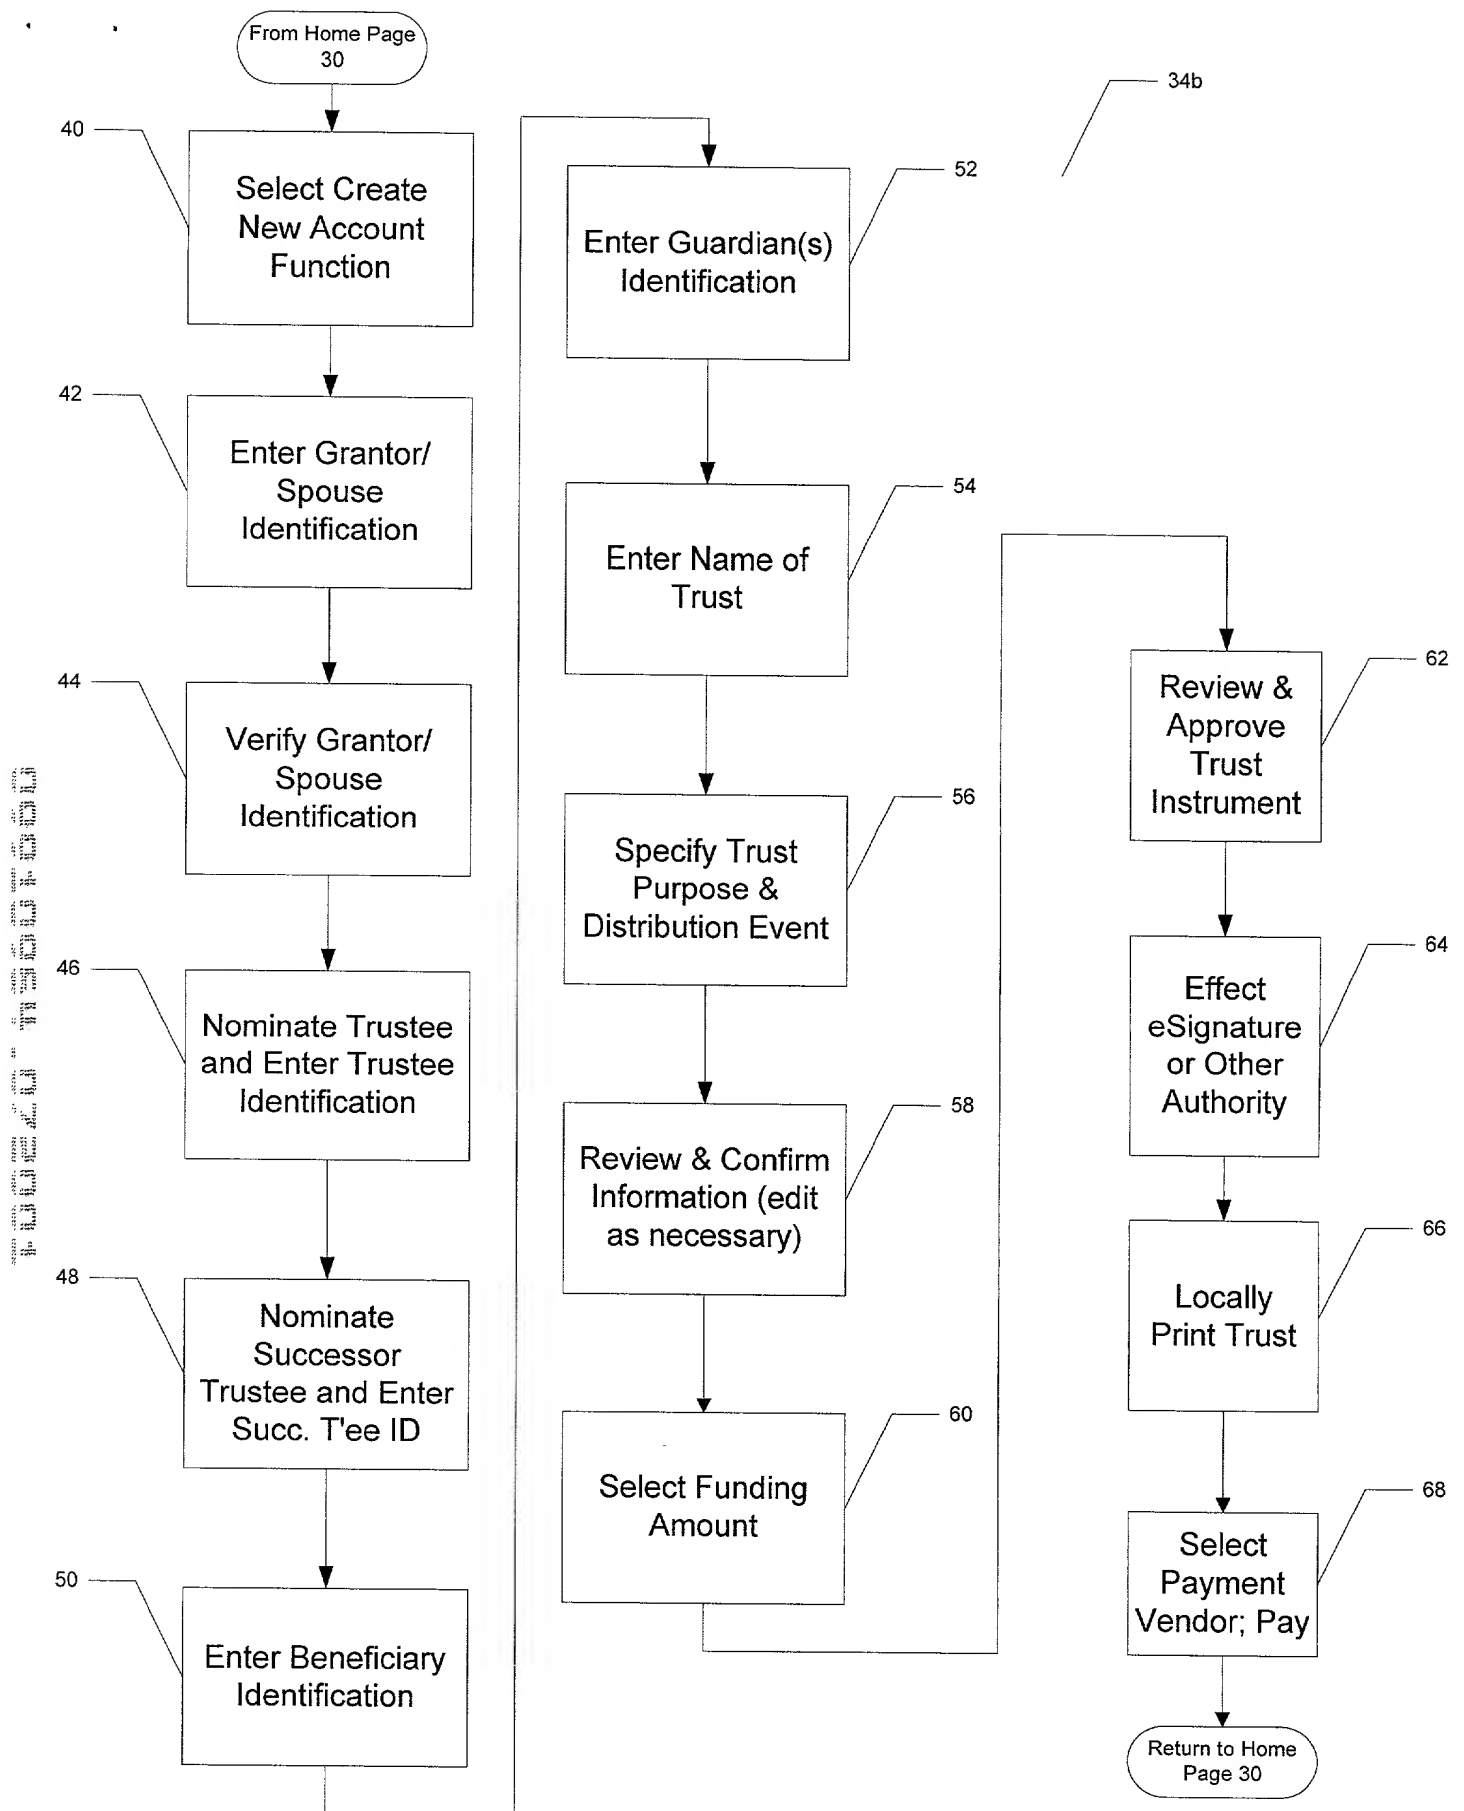 From Home Page
30
34b
40
Select Create
New Account
Function
42
Enter Grantor/
Spouse
Identification
44
Verify Grantor/
Spouse
Identification
46
Nominate Trustee
and Enter Trustee
Identification
48
Nominate
Successor
Trustee and Enter
Succ. T'ee ID
50
Enter Beneficiary
Identification
52
Enter Guardian(s)
Identification
54
Enter Name of
Trust
56
Specify Trust
Purpose &
Distribution Event
58
Review & Confirm
Information (edit
as necessary)
60
Select Funding
Amount
62
Review &
Approve
Trust
Instrument
64
Effect
eSignature
or Other
Authority
66
Locally
Print Trust
68
Select
Payment
Vendor; Pay
Return to Home
Page 30